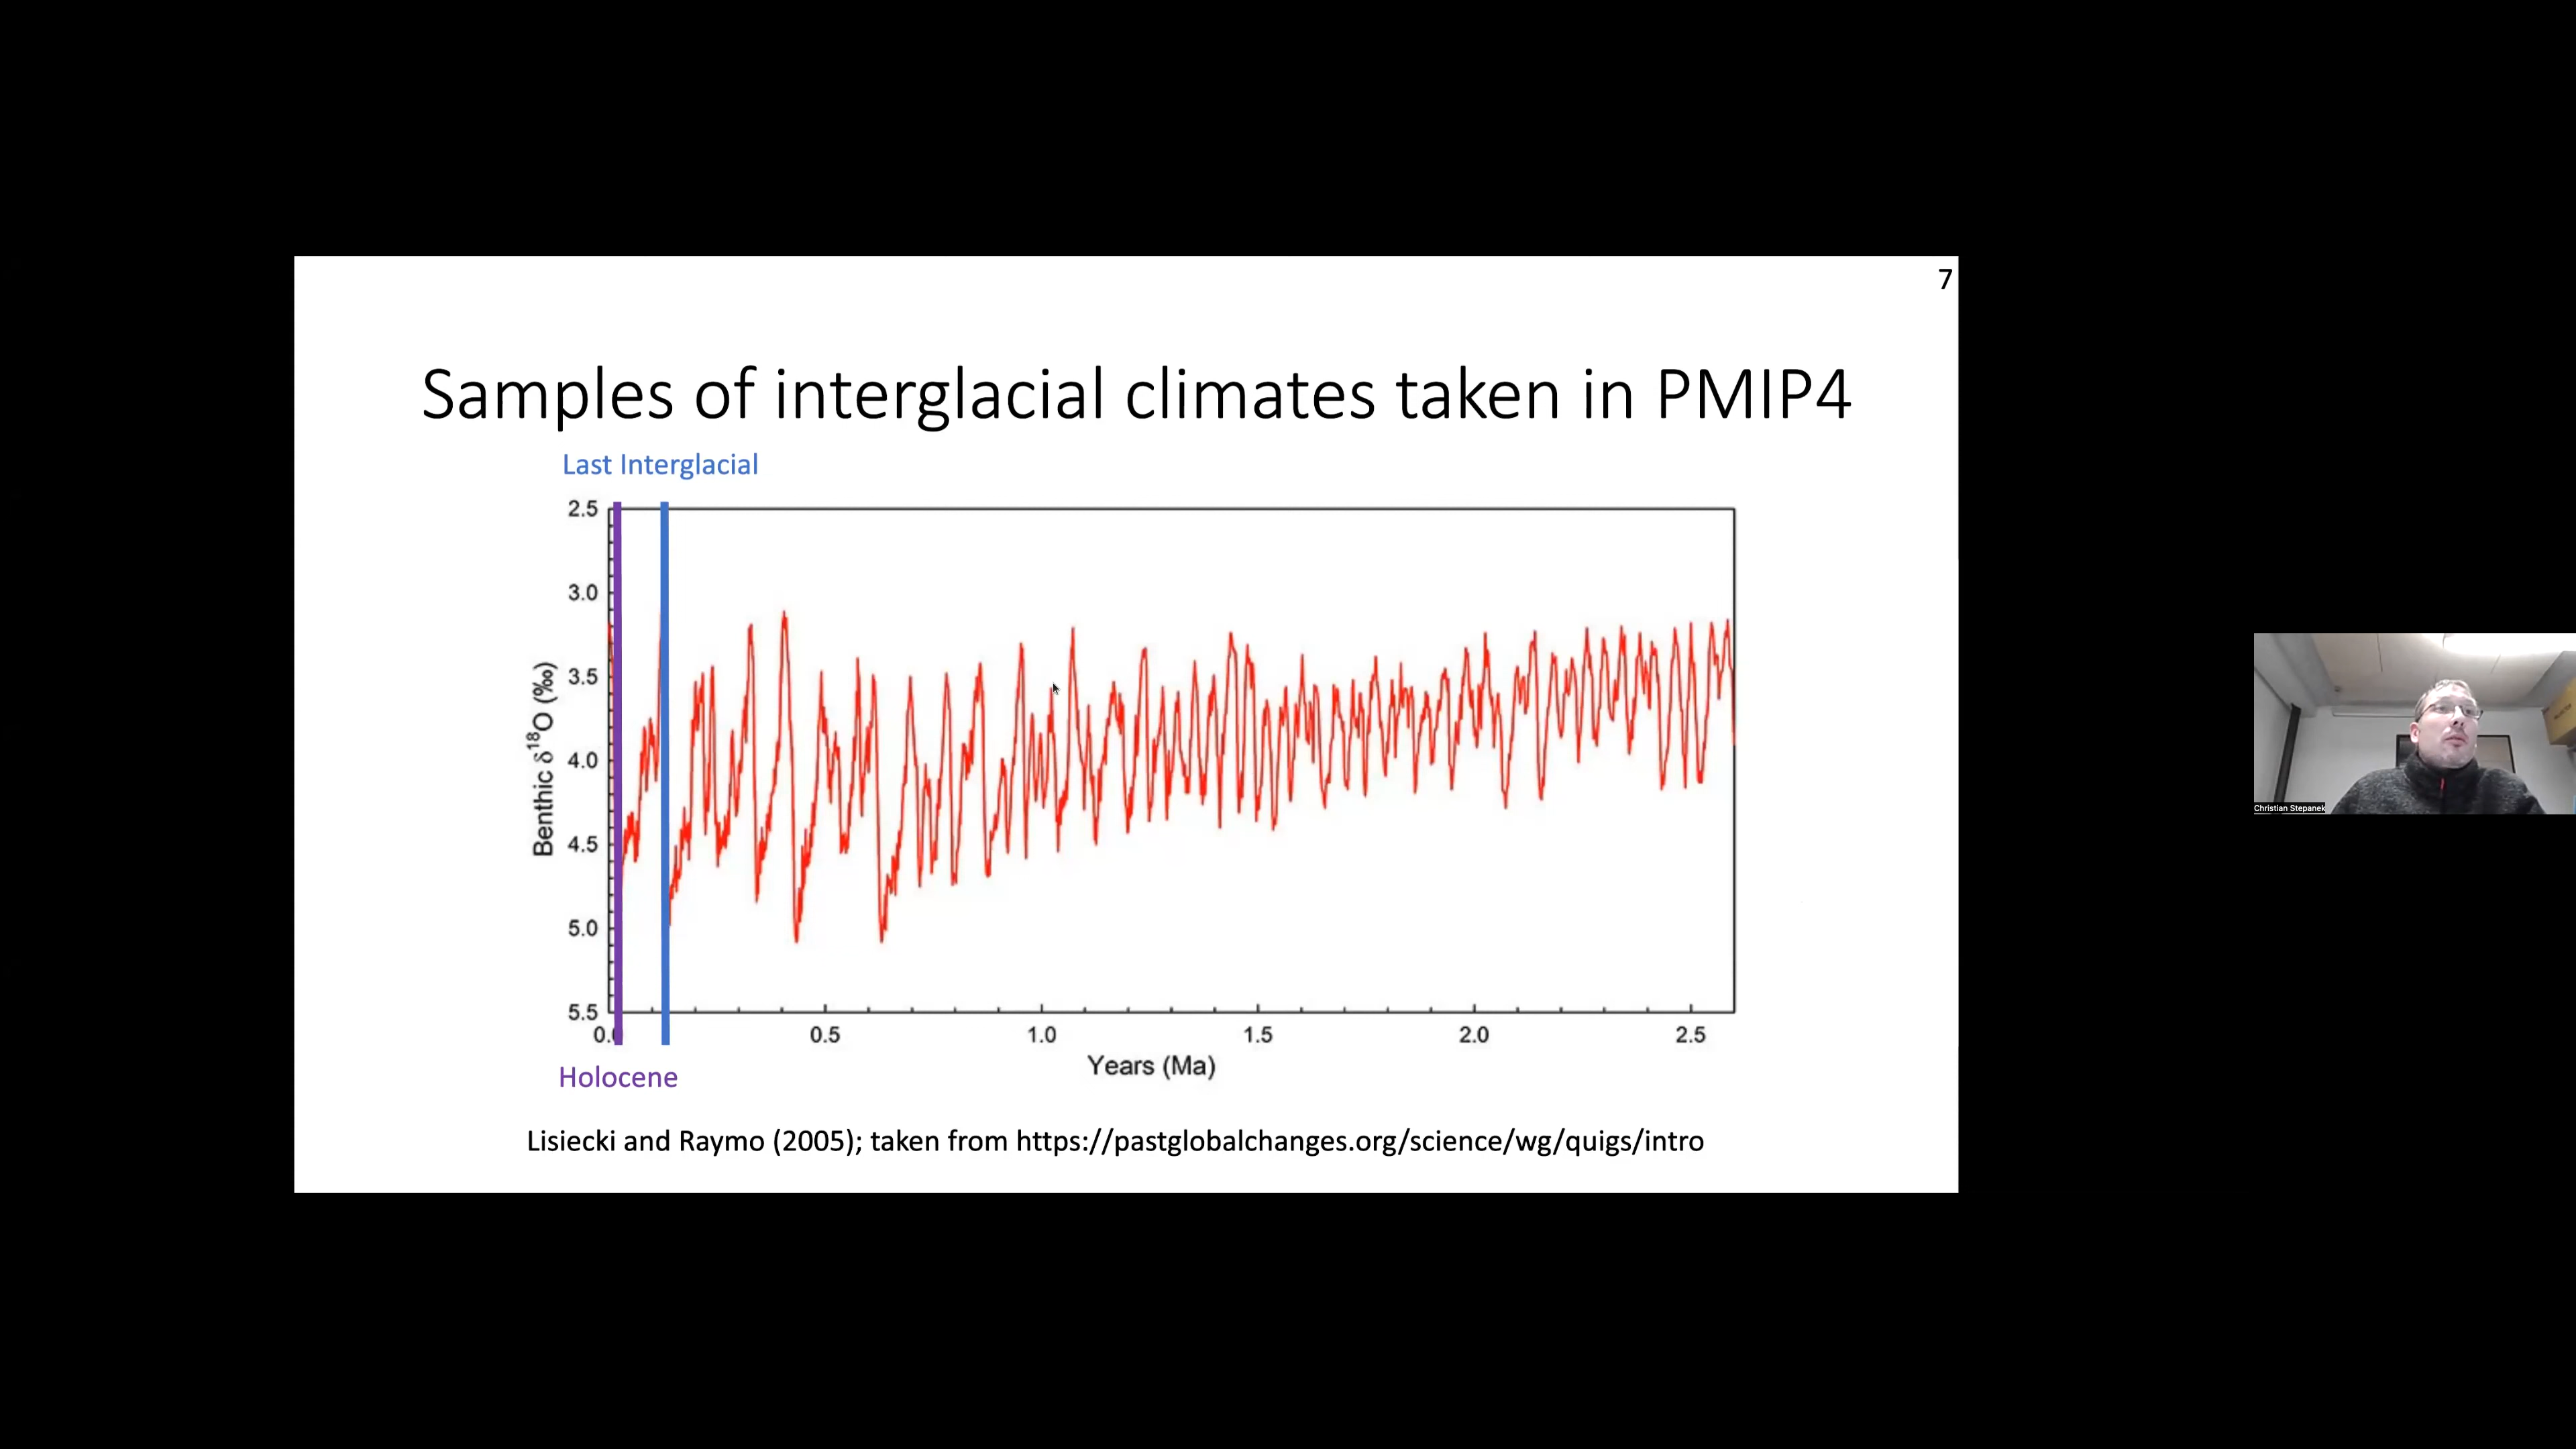 7
Samples of interglacial climates taken in PMIP4
Last Interglacial
2.5
3.0
3.5
4.0
4.5
5.0
5.5
Benthic δ¹⁸O (‰)
0.0 0.5 1.0 1.5 2.0 2.5
Years (Ma)
Holocene
Lisiecki and Raymo (2005); taken from https://pastglobalchanges.org/science/wg/quigs/intro
Christian Stepanek